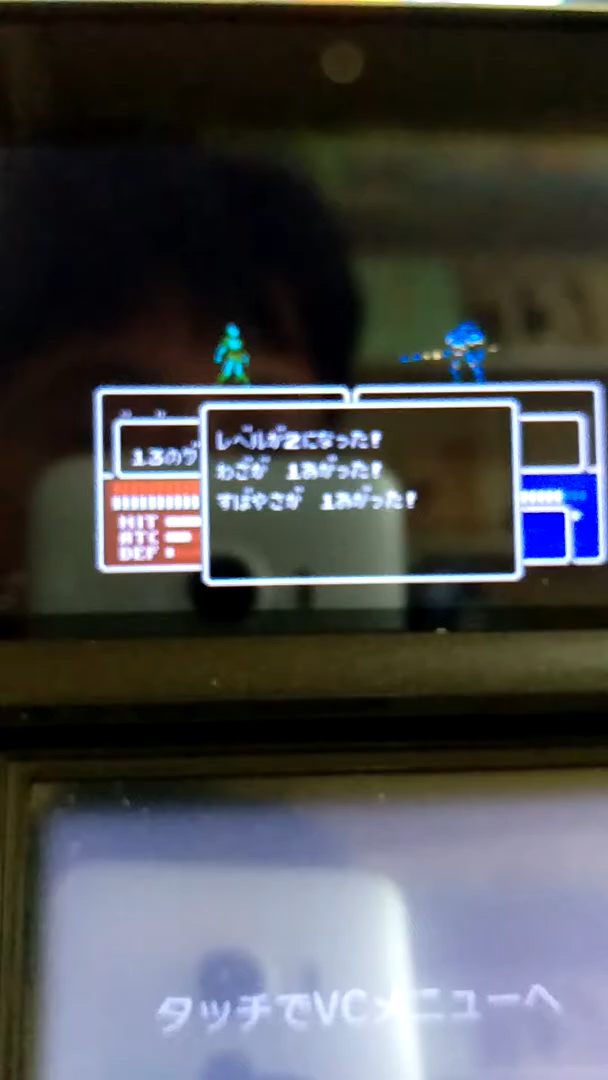 レベルが2になった!
わざが 1あがった!
すばやさが 1あがった!
HIT
ATC
DEF
タッチでVCメニューへ